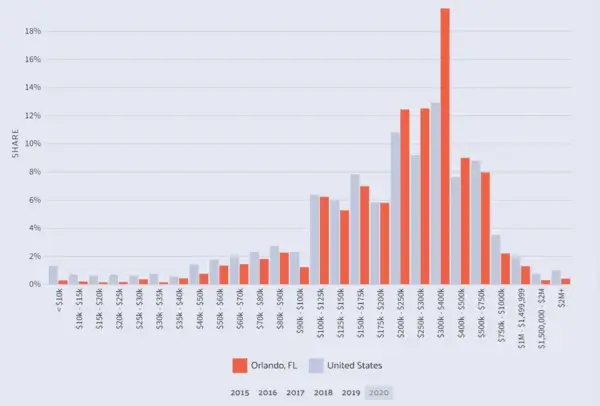 SHARE
18%
16%
14%
12%
10%
8%
6%
4%
2%
0%
< $10k
$10k - $15k
$15k - $20k
$20k - $25k
$25k - $30k
$30k - $35k
$35k - $40k
$40k - $50k
$50k - $60k
$60k - $70k
$70k - $80k
$80k - $90k
$90k - $100k
$100k - $125k
$125k - $150k
$150k - $175k
$175k - $200k
$200k - $250k
$250k - $300k
$300k - $400k
$400k - $500k
$500k - $750k
$750k - $1000k
$1M - $1,499,999
$1,500,000 - $2M
$2M+
Orlando, FL United States
2015 2016 2017 2018 2019 2020